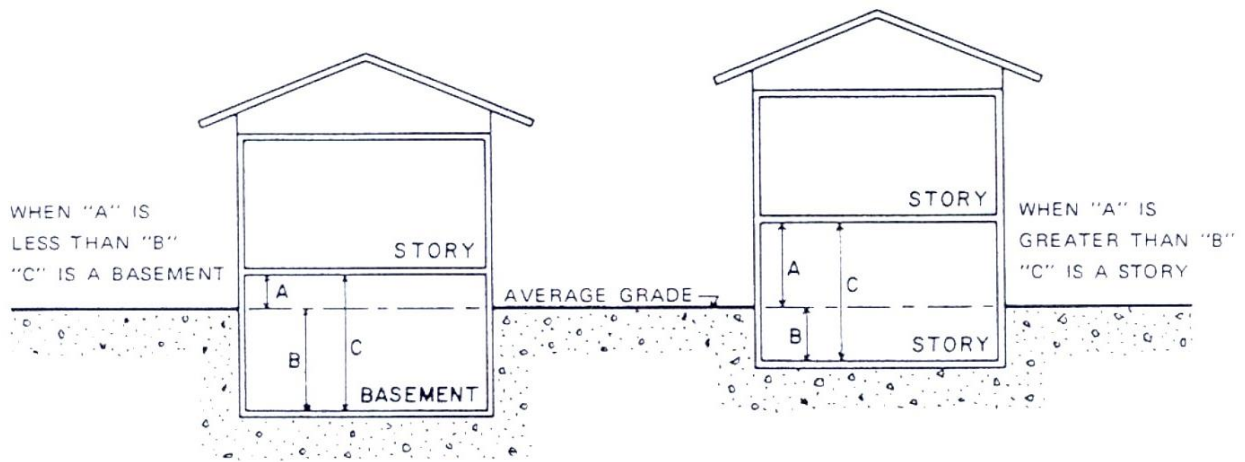 WHEN "A" IS
LESS THAN "B"
"C" IS A BASEMENT
STORY
A
B
C
BASEMENT
AVERAGE GRADE
STORY
A
B
C
STORY
WHEN "A" IS
GREATER THAN "B"
"C" IS A STORY